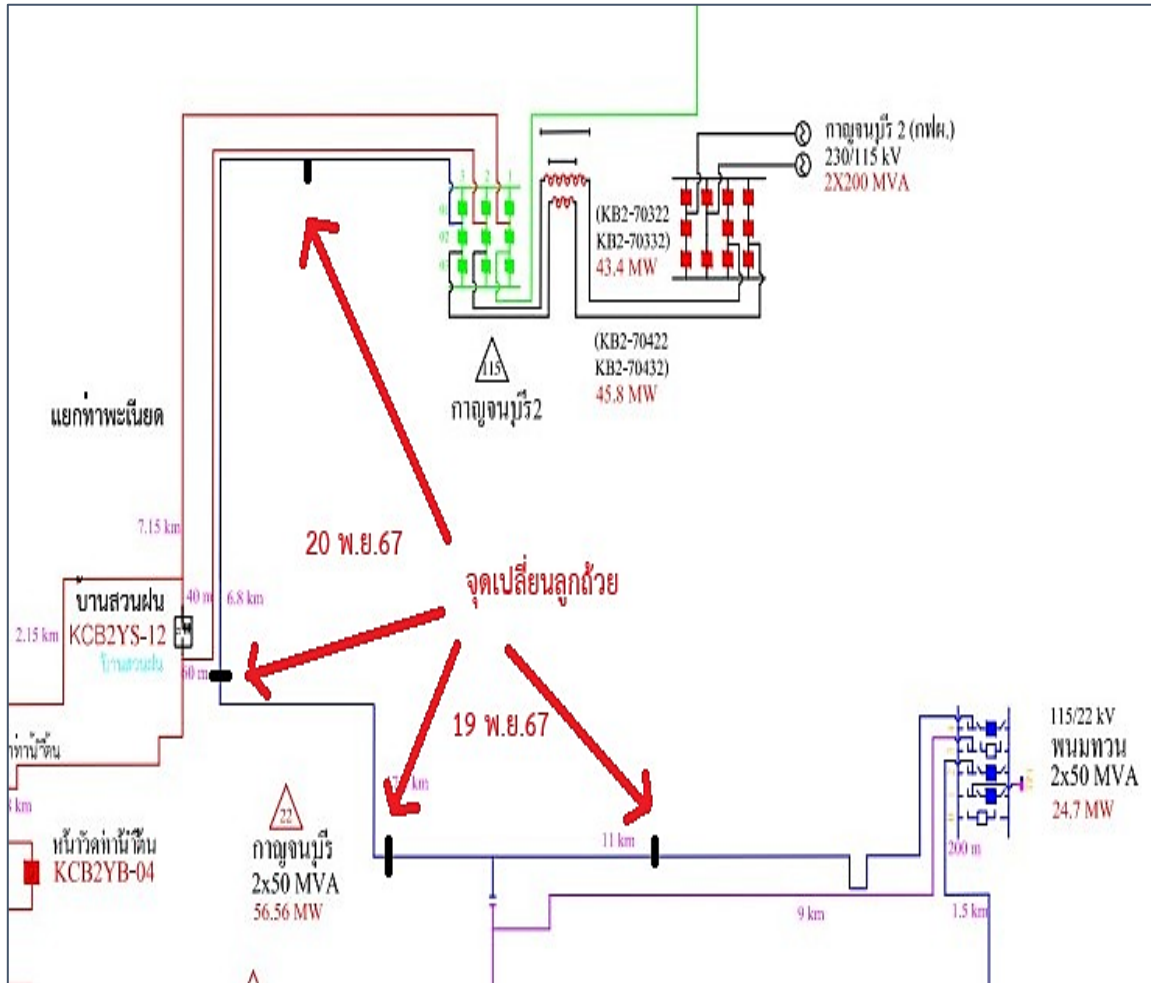 กาญจนบุรี 2 (กฟผ.)
230/115 kV
2X200 MVA
3 2 1
(KB2-70322
KB2-70332)
43.4 MW
(KB2-70422
KB2-70432)
45.8 MW
115
กาญจนบุรี2
แยกท่าพะเนียด
7.15 km
20 พ.ย.67
จุดเปลี่ยนลูกถ้วย
บ้านสวนฝน
40 m
6.8 km
KCB2YS-12
2.15 km
บ้านสวนฝน
60 m
19 พ.ย.67
115/22 kV
พนมทวน
2x50 MVA
24.7 MW
km
22
กาญจนบุรี
2x50 MVA
56.56 MW
หน้าวัดท่าน้ำตื้น
KCB2YB-04
11 km
200 m
9 km
1.5 km